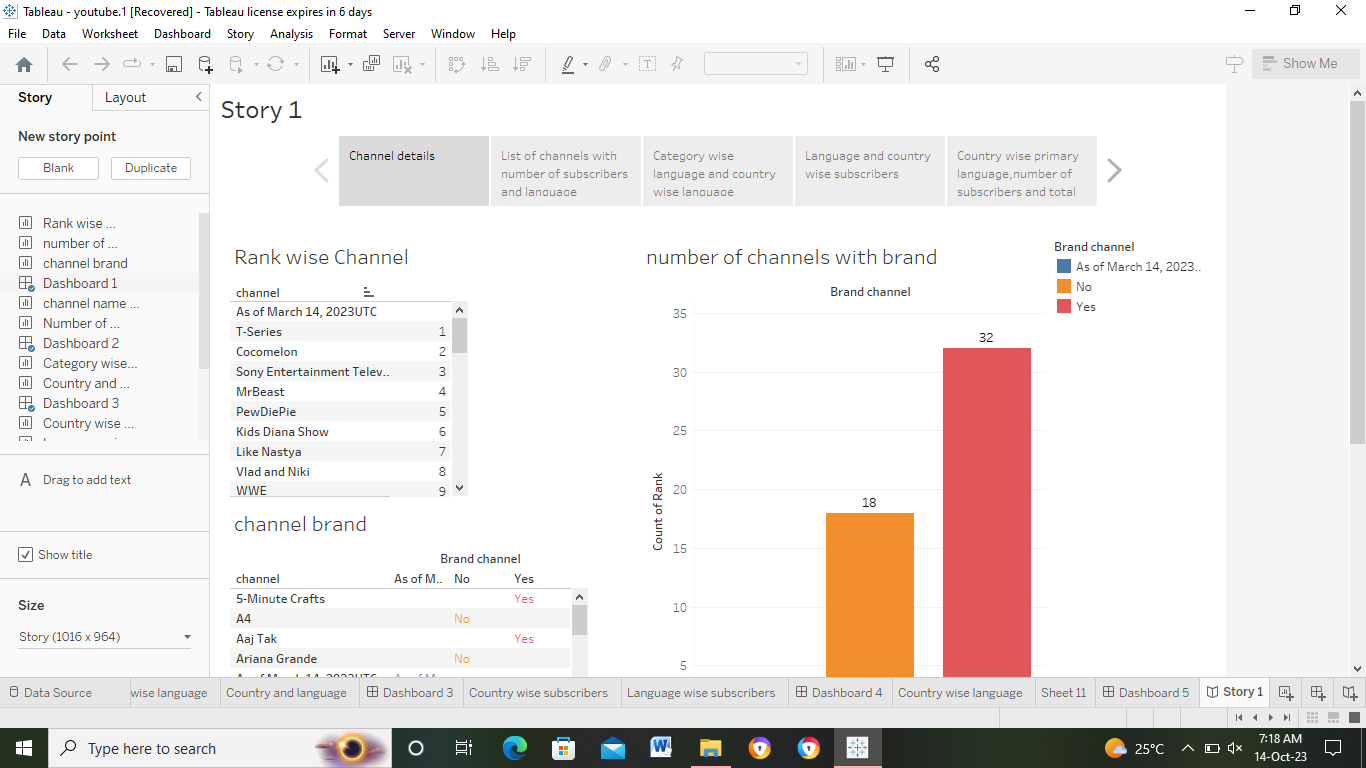 Tableau - youtube.1 [Recovered] - Tableau license expires in 6 days
File Data Worksheet Dashboard Story Analysis Format Server Window Help
Show Me
Story Layout
New story point
Blank Duplicate
Rank wise ...
number of ...
channel brand
Dashboard 1
channel name ...
Number of ...
Dashboard 2
Category wise...
Country and ...
Dashboard 3
Country wise ...
A Drag to add text
Show title
Size
Story (1016 x 964)
Story 1
Channel details
List of channels with
number of subscribers
and language
Category wise
language and country
wise language
Language and country
wise subscribers
Country wise primary
language,number of
subscribers and total
Rank wise Channel
channel
As of March 14, 2023UTC
T-Series 1
Cocomelon 2
Sony Entertainment Telev.. 3
MrBeast 4
PewDiePie 5
Kids Diana Show 6
Like Nastya 7
Vlad and Niki 8
WWE 9
channel brand
Brand channel
channel As of M.. No Yes
5-Minute Crafts Yes
A4 No
Aaj Tak Yes
Ariana Grande No
As of March 14, 2023UTC As of M..
number of channels with brand
Brand channel
35
30
25
20
15
10
5
Count of Rank
18
32
Brand channel
As of March 14, 2023..
No
Yes
Data Source wise language Country and language Dashboard 3 Country wise subscribers Language wise subscribers Dashboard 4 Country wise language Sheet 11 Dashboard 5 Story 1
Type here to search
25°C
7:18 AM
14-Oct-23